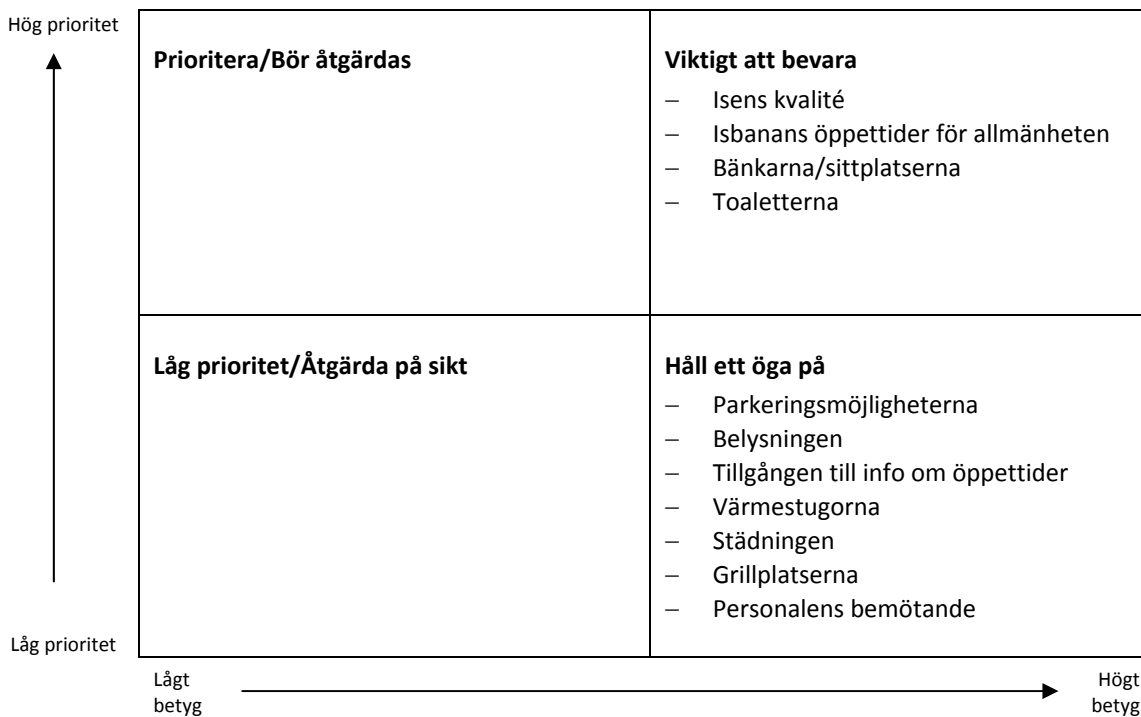 Hög prioritet
Prioritera/Bör åtgärdas
Viktigt att bevara
– Isens kvalité
– Isbanans öppettider för allmänheten
– Bänkarna/sittplatserna
– Toaletterna
Låg prioritet/Åtgärda på sikt
Håll ett öga på
– Parkeringsmöjligheterna
– Belysningen
– Tillgången till info om öppettider
– Värmestugorna
– Städningen
– Grillplatserna
– Personalens bemötande
Låg prioritet
Lågt
betyg
Högt
betyg